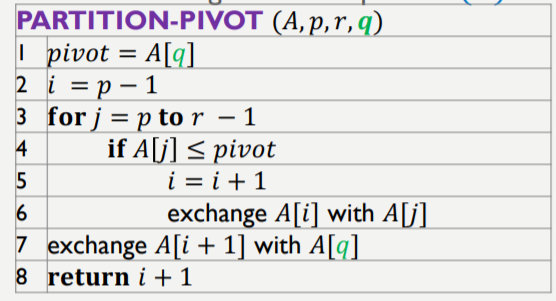 PARTITION-PIVOT (A, p, r, q)
1 pivot = A[q]
2 i = p − 1
3 for j = p to r − 1
4 if A[j] ≤ pivot
5 i = i + 1
6 exchange A[i] with A[j]
7 exchange A[i + 1] with A[q]
8 return i + 1